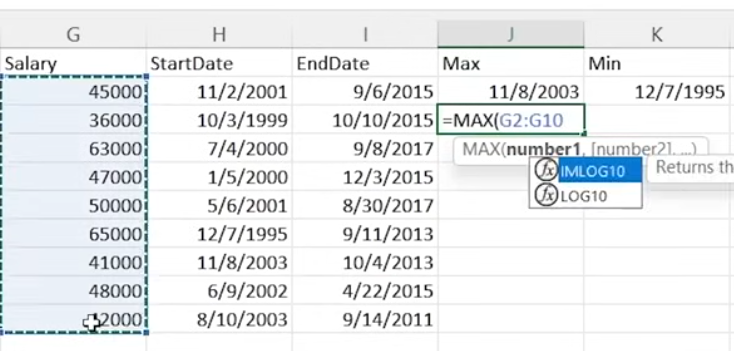 G H I J K
Salary StartDate EndDate Max Min
45000 11/2/2001 9/6/2015 11/8/2003 12/7/1995
36000 10/3/1999 10/10/2015 =MAX(G2:G10
63000 7/4/2000 9/8/2017 MAX(number1, [number2], ...)
47000 1/5/2000 12/3/2015 fx IMLOG10 Returns th
50000 5/6/2001 8/30/2017 fx LOG10
65000 12/7/1995 9/11/2013
41000 11/8/2003 10/4/2013
48000 6/9/2002 4/22/2015
2000 8/10/2003 9/14/2011